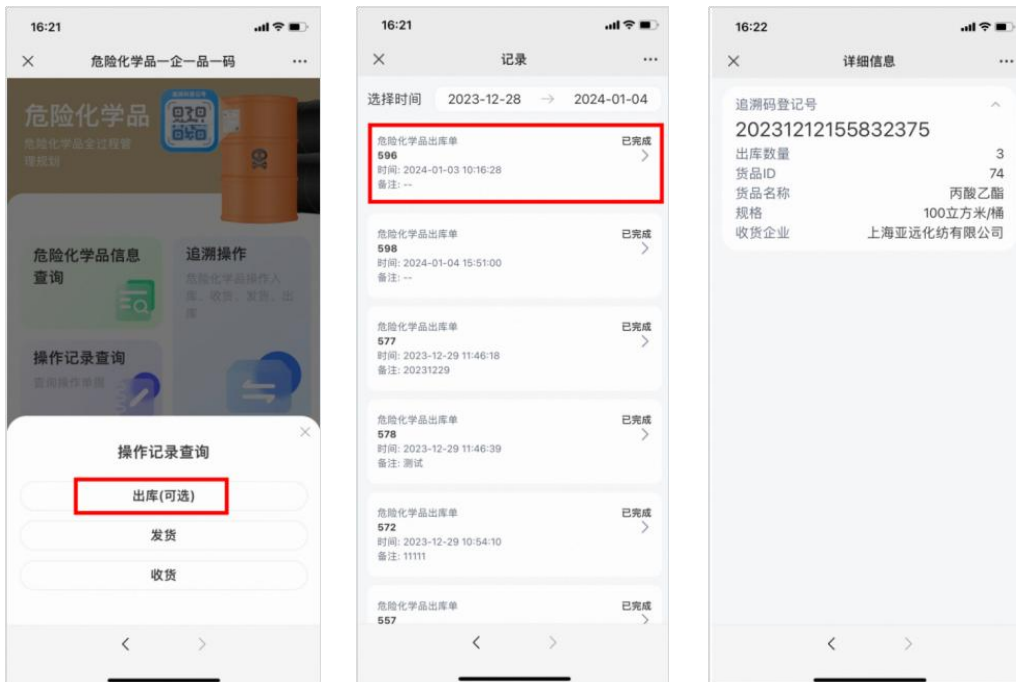 16:21
危险化学品一企一品一码
危险化学品
危险化学品全过程管
理规划
危险化学品信息
查询
追溯操作
危险化学品操作入
库、收货、发货、出
库
操作记录查询
查询操作单据
操作记录查询
出库(可选)
发货
收货
16:21
记录
选择时间 2023-12-28 → 2024-01-04
危险化学品出库单 已完成
596
时间: 2024-01-03 10:16:28
备注: --
危险化学品出库单 已完成
598
时间: 2024-01-04 15:51:00
备注: --
危险化学品出库单 已完成
577
时间: 2023-12-29 11:46:18
备注: 20231229
危险化学品出库单 已完成
578
时间: 2023-12-29 11:46:39
备注: 测试
危险化学品出库单 已完成
572
时间: 2023-12-29 10:54:10
备注: 11111
危险化学品出库单 已完成
557
16:22
详细信息
追溯码登记号
20231212155832375
出库数量 3
货品ID 74
货品名称 丙酸乙酯
规格 100立方米/桶
收货企业 上海亚远化纺有限公司